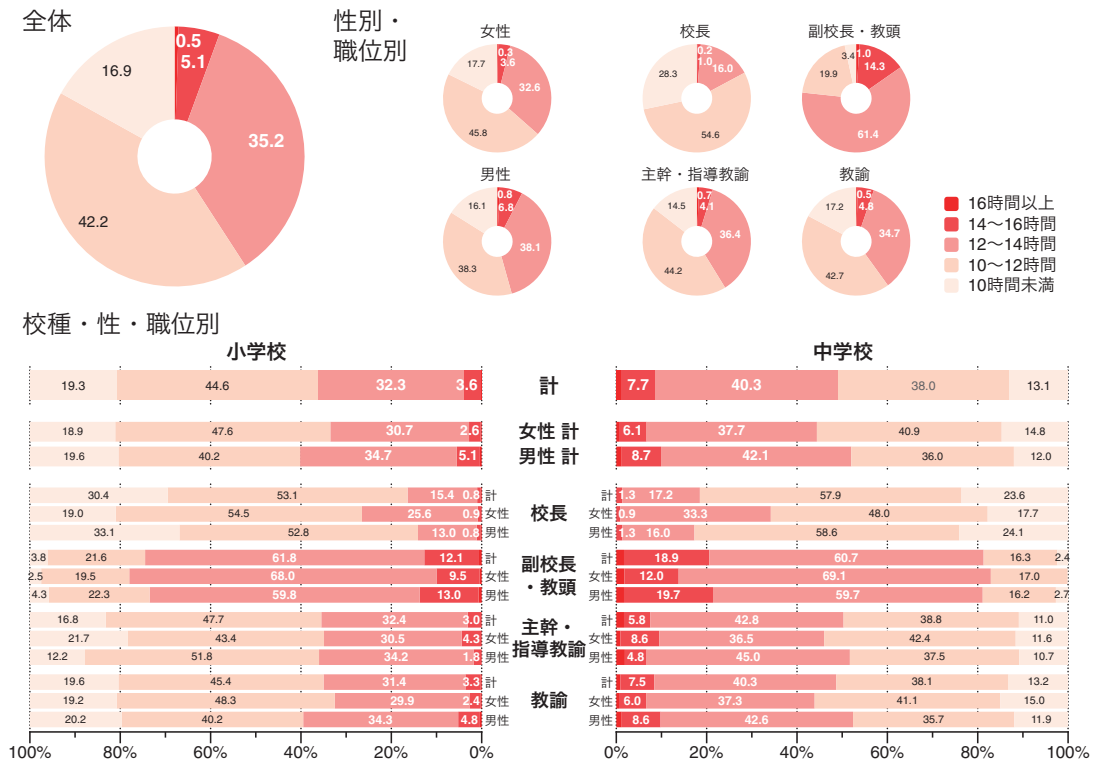 全体
0.5
5.1
35.2
42.2
16.9
性別・
職位別
女性
0.3
3.6
32.6
45.8
17.7
校長
0.2
1.0
16.0
54.6
28.3
副校長・教頭
1.0
14.3
61.4
19.9
3.4
男性
0.8
6.8
38.1
38.3
16.1
主幹・指導教諭
0.7
4.1
36.4
44.2
14.5
教諭
0.5
4.8
34.7
42.7
17.2
16時間以上
14〜16時間
12〜14時間
10〜12時間
10時間未満
校種・性・職位別
小学校 中学校
19.3 44.6 32.3 3.6 計 7.7 40.3 38.0 13.1
18.9 47.6 30.7 2.6 女性 計 6.1 37.7 40.9 14.8
19.6 40.2 34.7 5.1 男性 計 8.7 42.1 36.0 12.0
校長
30.4 53.1 15.4 0.8 計 計 1.3 17.2 57.9 23.6
19.0 54.5 25.6 0.9 女性 女性 0.9 33.3 48.0 17.7
33.1 52.8 13.0 0.8 男性 男性 1.3 16.0 58.6 24.1
副校長
・教頭
3.8 21.6 61.8 12.1 計 計 18.9 60.7 16.3 2.4
2.5 19.5 68.0 9.5 女性 女性 12.0 69.1 17.0
4.3 22.3 59.8 13.0 男性 男性 19.7 59.7 16.2 2.7
主幹・
指導教諭
16.8 47.7 32.4 3.0 計 計 5.8 42.8 38.8 11.0
21.7 43.4 30.5 4.3 女性 女性 8.6 36.5 42.4 11.6
12.2 51.8 34.2 1.8 男性 男性 4.8 45.0 37.5 10.7
教諭
19.6 45.4 31.4 3.3 計 計 7.5 40.3 38.1 13.2
19.2 48.3 29.9 2.4 女性 女性 6.0 37.3 41.1 15.0
20.2 40.2 34.3 4.8 男性 男性 8.6 42.6 35.7 11.9
100% 80% 60% 40% 20% 0% 0% 20% 40% 60% 80% 100%